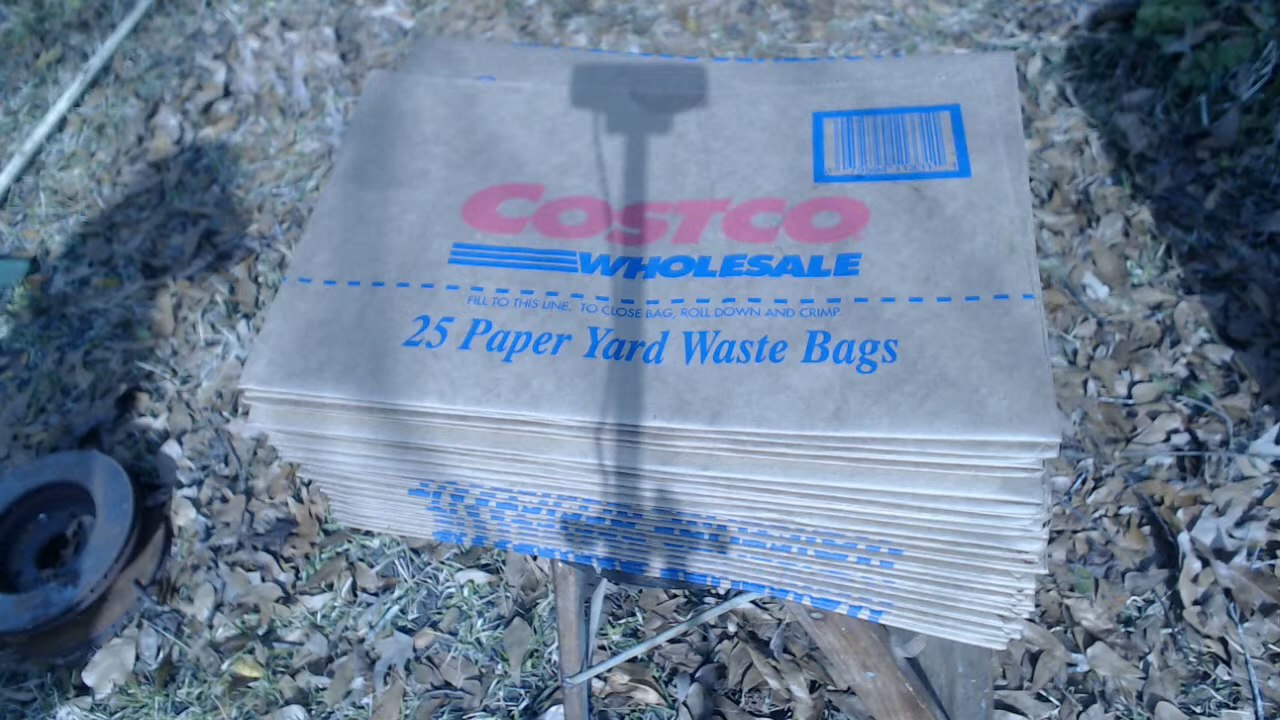 COSTCO
WHOLESALE
FILL TO THIS LINE. TO CLOSE BAG, ROLL DOWN AND CRIMP.
25 Paper Yard Waste Bags